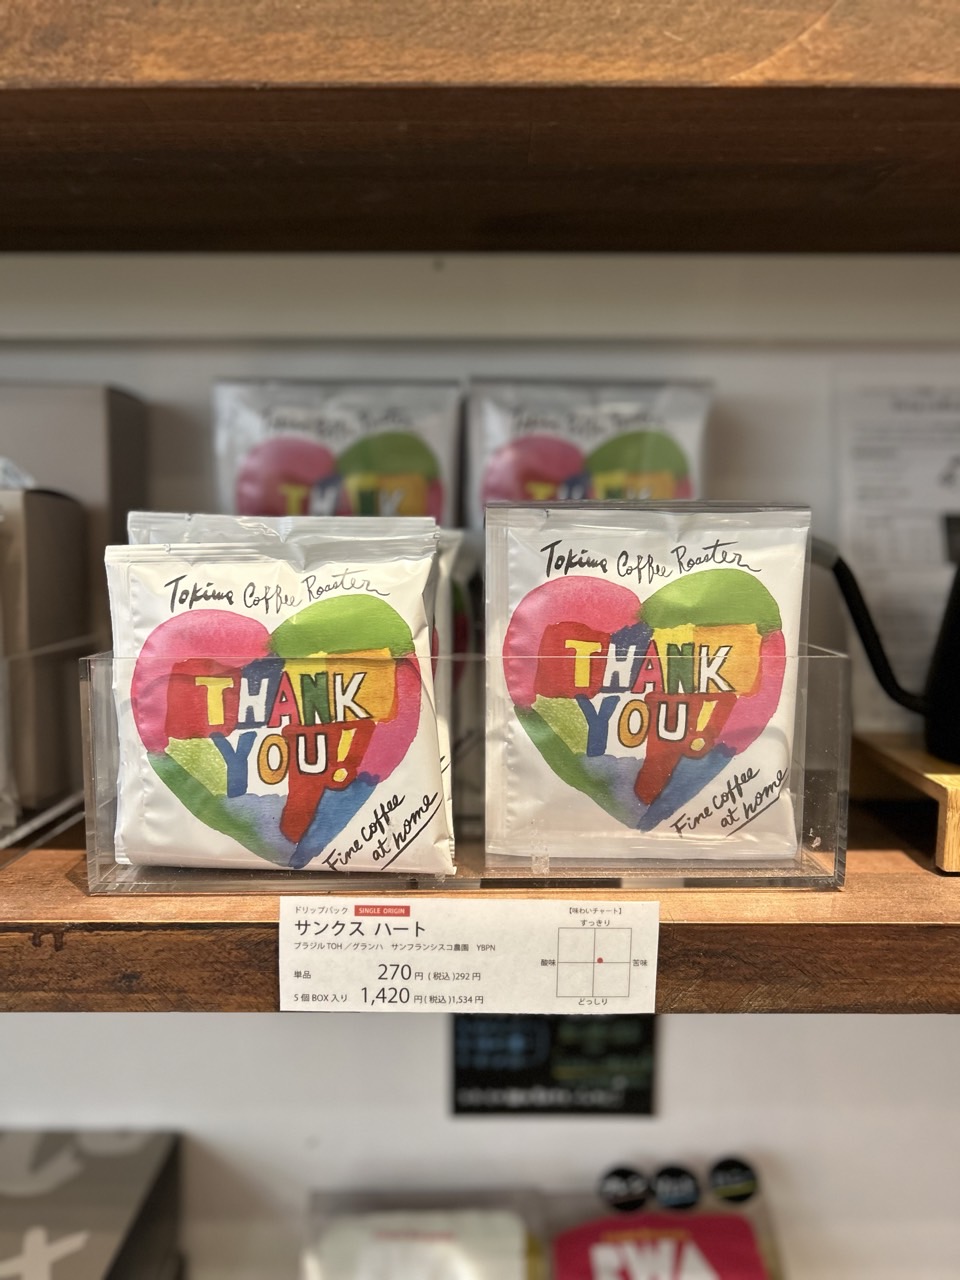 Tokiwa Coffee Roaster
THANK
YOU!
Fine Coffee
at home
Tokiwa Coffee Roaster
THANK
YOU!
Fine Coffee
at home
THANK
THANK
ドリップパック SINGLE ORIGIN
サンクス ハート
ブラジル TOH／グランハ サンフランシスコ農園 YBPN
単品 270円 (税込)292円
5個BOX入り 1,420円(税込)1,534円
【味わいチャート】
すっきり
酸味 苦味
どっしり
RWA